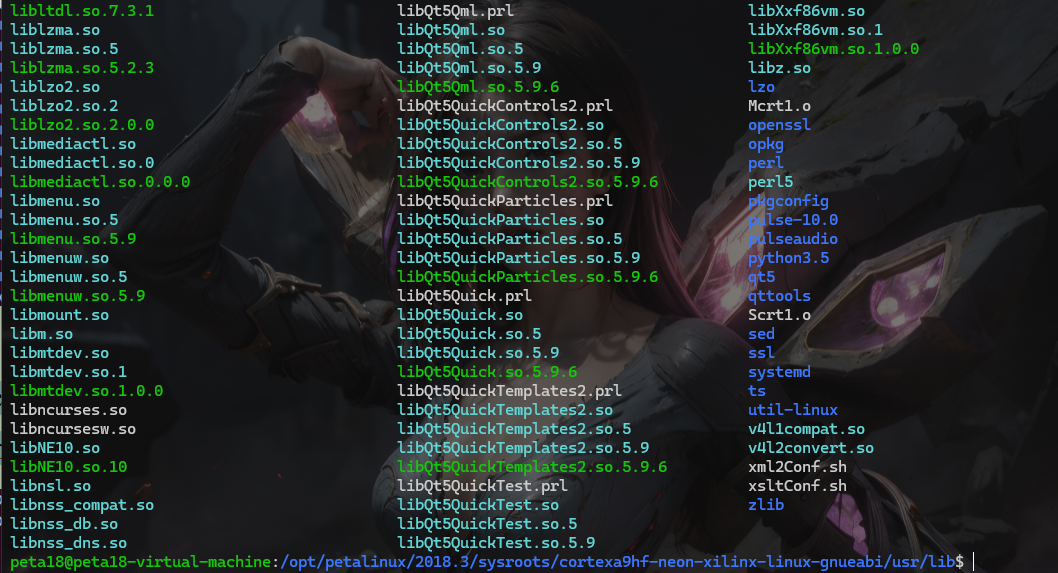 libltdl.so.7.3.1 libQt5Qml.prl libXxf86vm.so
liblzma.so libQt5Qml.so libXxf86vm.so.1
liblzma.so.5 libQt5Qml.so.5 libXxf86vm.so.1.0.0
liblzma.so.5.2.3 libQt5Qml.so.5.9 libz.so
liblzo2.so libQt5Qml.so.5.9.6 lzo
liblzo2.so.2 libQt5QuickControls2.prl Mcrt1.o
liblzo2.so.2.0.0 libQt5QuickControls2.so openssl
libmediactl.so libQt5QuickControls2.so.5 opkg
libmediactl.so.0 libQt5QuickControls2.so.5.9 perl
libmediactl.so.0.0.0 libQt5QuickControls2.so.5.9.6 perl5
libmenu.so libQt5QuickParticles.prl pkgconfig
libmenu.so.5 libQt5QuickParticles.so pulse-10.0
libmenu.so.5.9 libQt5QuickParticles.so.5 pulseaudio
libmenuw.so libQt5QuickParticles.so.5.9 python3.5
libmenuw.so.5 libQt5QuickParticles.so.5.9.6 qt5
libmenuw.so.5.9 libQt5Quick.prl qttools
libmount.so libQt5Quick.so Scrt1.o
libm.so libQt5Quick.so.5 sed
libmtdev.so libQt5Quick.so.5.9 ssl
libmtdev.so.1 libQt5Quick.so.5.9.6 systemd
libmtdev.so.1.0.0 libQt5QuickTemplates2.prl ts
libncurses.so libQt5QuickTemplates2.so util-linux
libncursesw.so libQt5QuickTemplates2.so.5 v4l1compat.so
libNE10.so libQt5QuickTemplates2.so.5.9 v4l2convert.so
libNE10.so.10 libQt5QuickTemplates2.so.5.9.6 xml2Conf.sh
libnsl.so libQt5QuickTest.prl xsltConf.sh
libnss_compat.so libQt5QuickTest.so zlib
libnss_db.so libQt5QuickTest.so.5
libnss_dns.so libQt5QuickTest.so.5.9
peta18@peta18-virtual-machine:/opt/petalinux/2018.3/sysroots/cortexa9hf-neon-xilinx-linux-gnueabi/usr/lib$